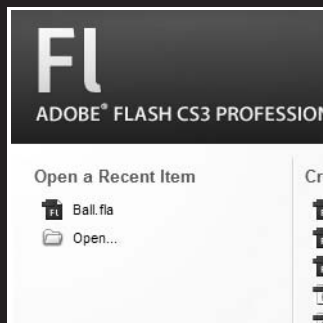 Fl
ADOBE® FLASH CS3 PROFESSION
Open a Recent Item
Cr
Ball.fla
Open...